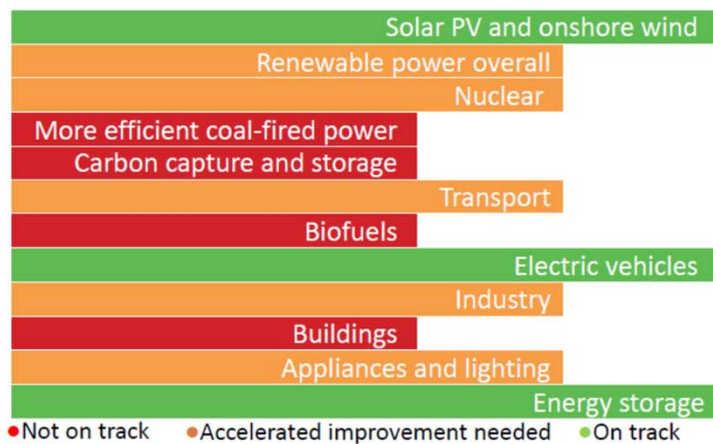 Solar PV and onshore wind
Renewable power overall
Nuclear
More efficient coal-fired power
Carbon capture and storage
Transport
Biofuels
Electric vehicles
Industry
Buildings
Appliances and lighting
Energy storage
•Not on track •Accelerated improvement needed •On track